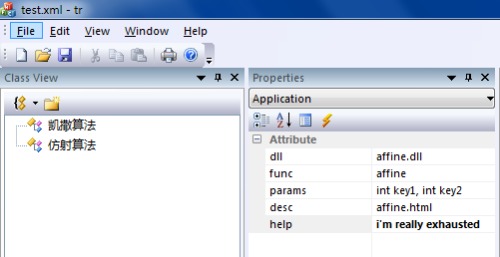 test.xml - tr
File Edit View Window Help
Class View
凱撒算法
仿射算法
Properties
Application
Attribute
dll affine.dll
func affine
params int key1, int key2
desc affine.html
help i'm really exhausted